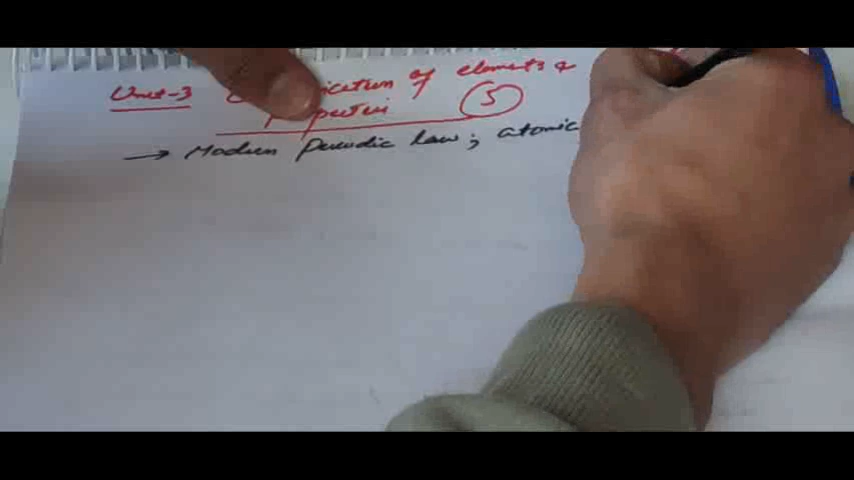 Unit-3 of elements &
5
→ Modern periodic law; atomic